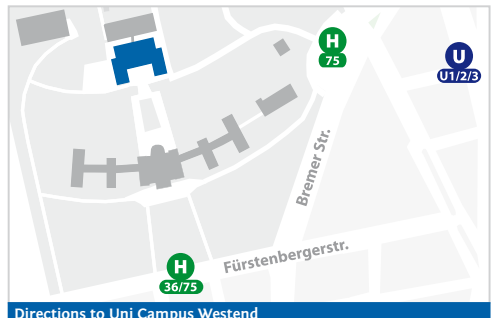 H
75
U
U1/2/3
Bremer Str.
Fürstenbergerstr.
H
36/75
Directions to Uni Campus Westend